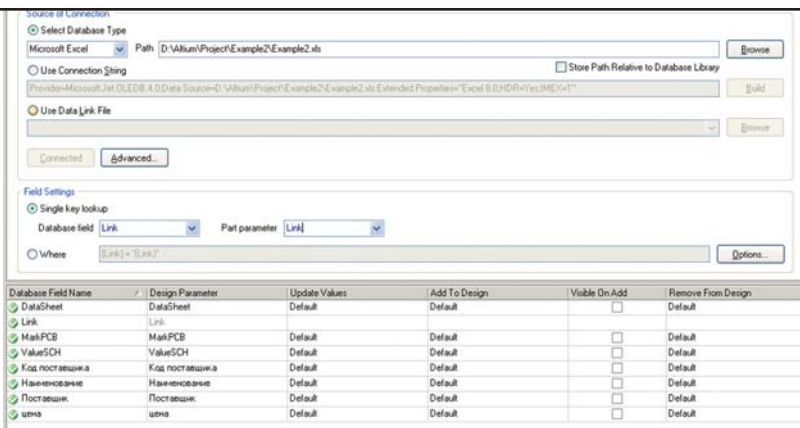 Source of Connection
Select Database Type
Microsoft Excel Path D:\Altium\Project\Example2\Example2.xls Browse
Use Connection String Store Path Relative to Database Library
Provider=Microsoft.Jet.OLEDB.4.0;Data Source=D:\Altium\Project\Example2\Example2.xls;Extended Properties="Excel 8.0;HDR=Yes;IMEX=1" Build
Use Data Link File
Browse
Connected Advanced...
Field Settings
Single key lookup
Database field Link Part parameter Link
Where [Link] = '{Link}' Options...
Database Field Name Design Parameter Update Values Add To Design Visible On Add Remove From Design
DataSheet DataSheet Default Default Default
Link Link
MarkPCB MarkPCB Default Default Default
ValueSCH ValueSCH Default Default Default
Код поставщика Код поставщика Default Default Default
Наименование Наименование Default Default Default
Поставщик Поставщик Default Default Default
цена цена Default Default Default